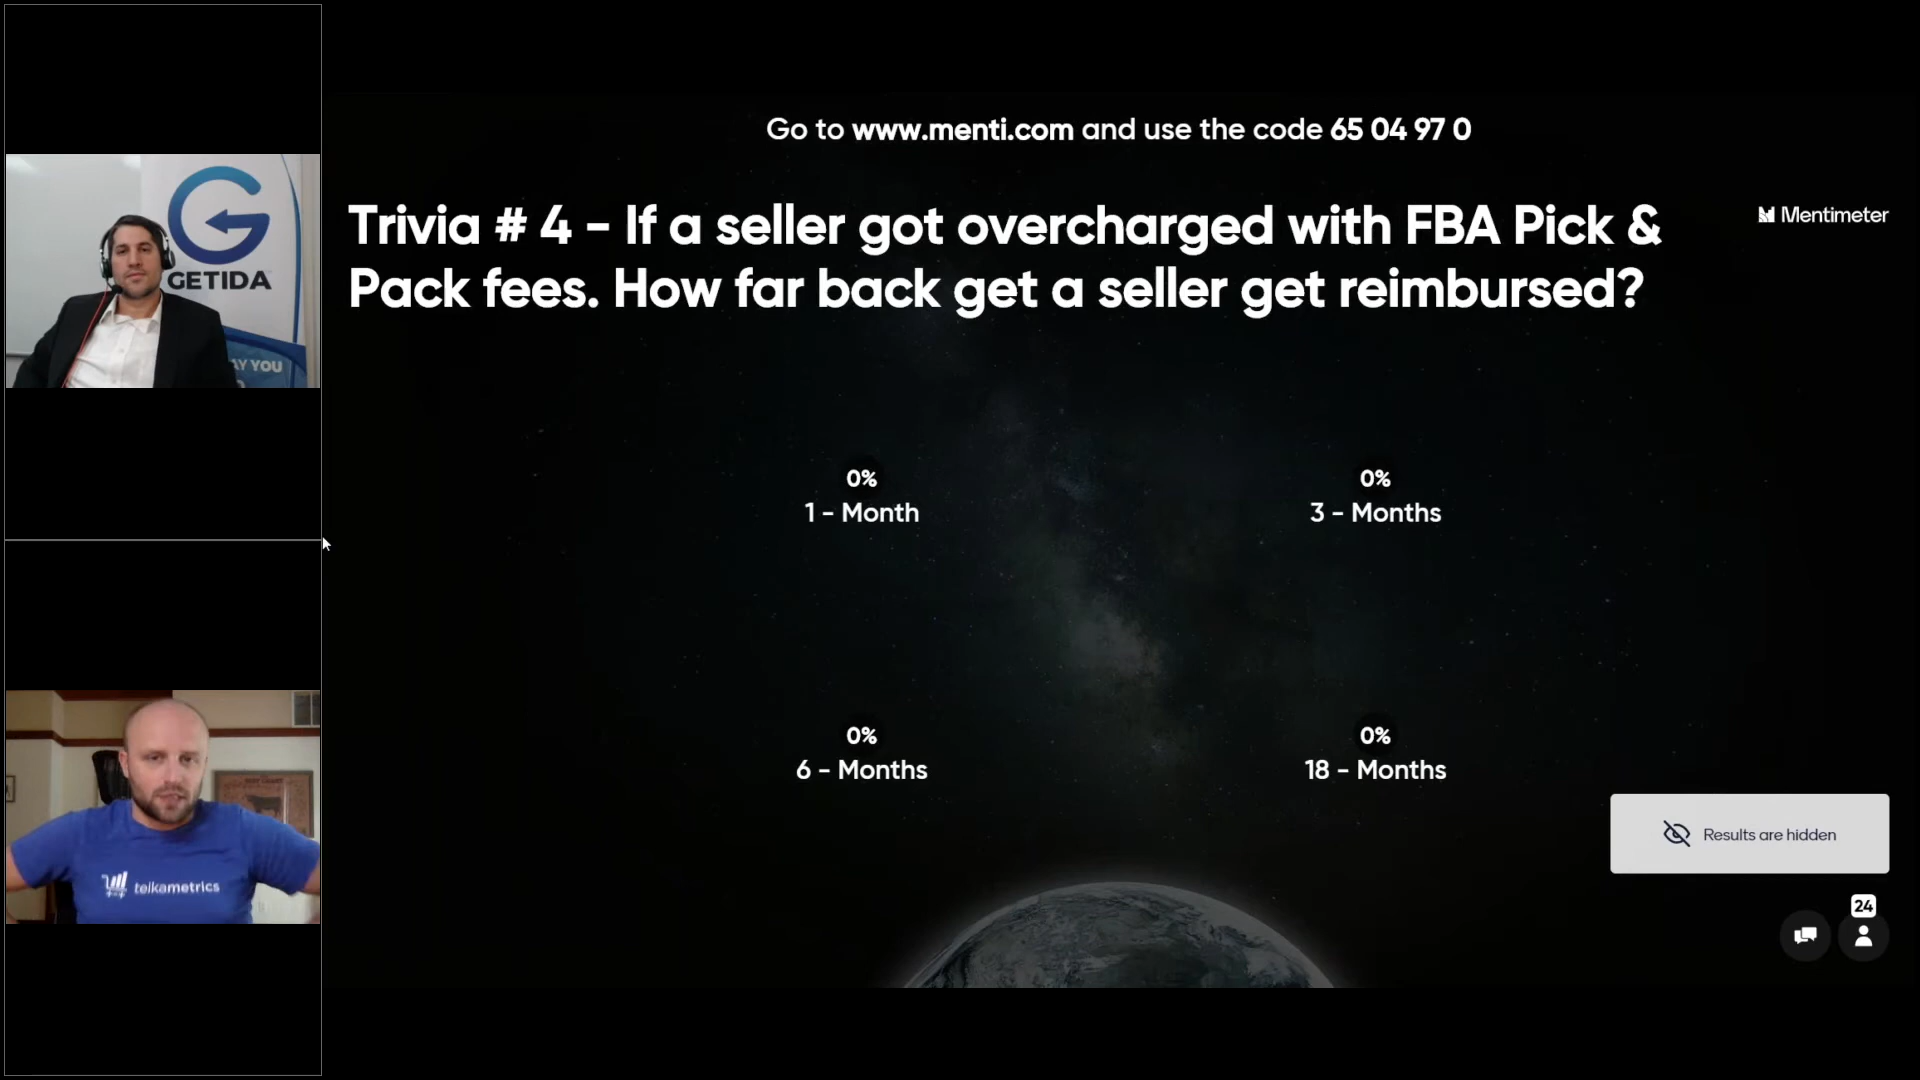 Go to www.menti.com and use the code 65 04 97 0
Trivia # 4 - If a seller got overcharged with FBA Pick &
Pack fees. How far back get a seller get reimbursed?
Mentimeter
0%
1 - Month
0%
3 - Months
0%
6 - Months
0%
18 - Months
Results are hidden
24
G
GETIDA
AY YOU
teikametrics